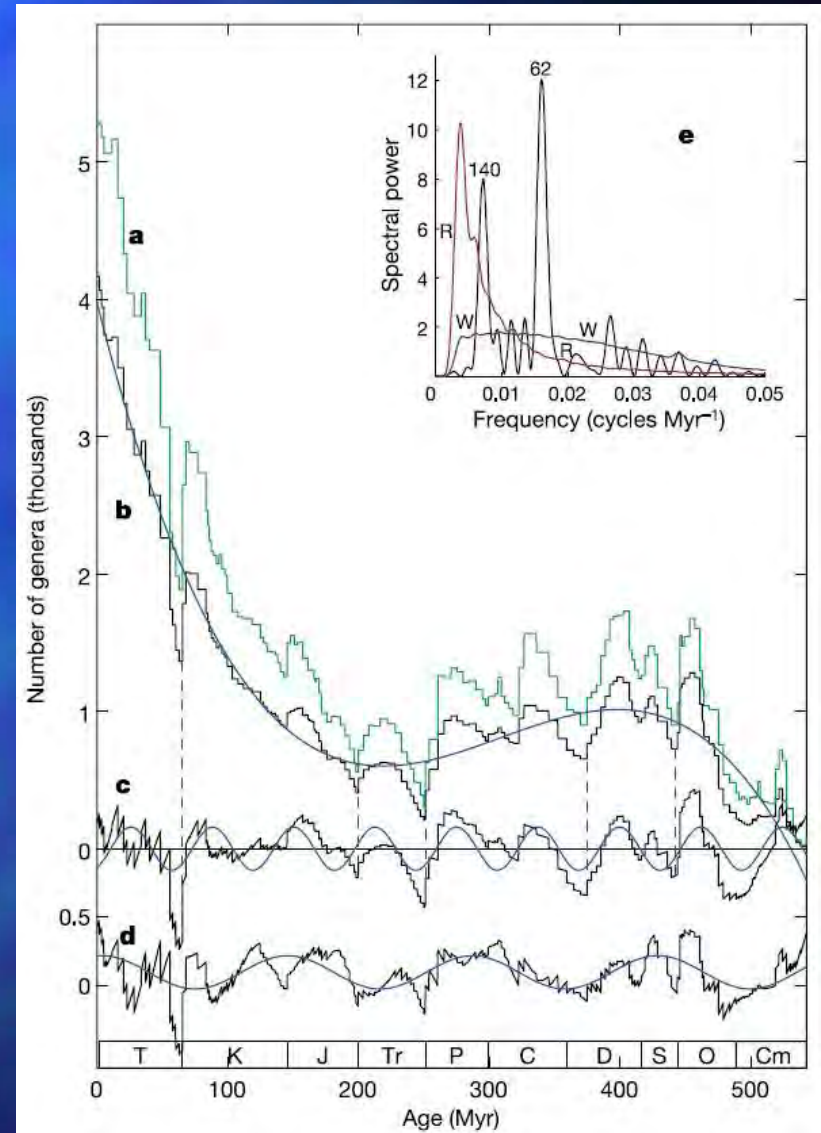 62
12
e
10
140
8
6
R
4
W
W
2
R
0
0.01
0.02
0.03
0.04
0.05
Spectral power
Frequency (cycles Myr⁻¹)
5
a
4
3
b
2
1
c
0
0.5
d
0
Number of genera (thousands)
T K J Tr P C D S O Cm
0 100 200 300 400 500
Age (Myr)